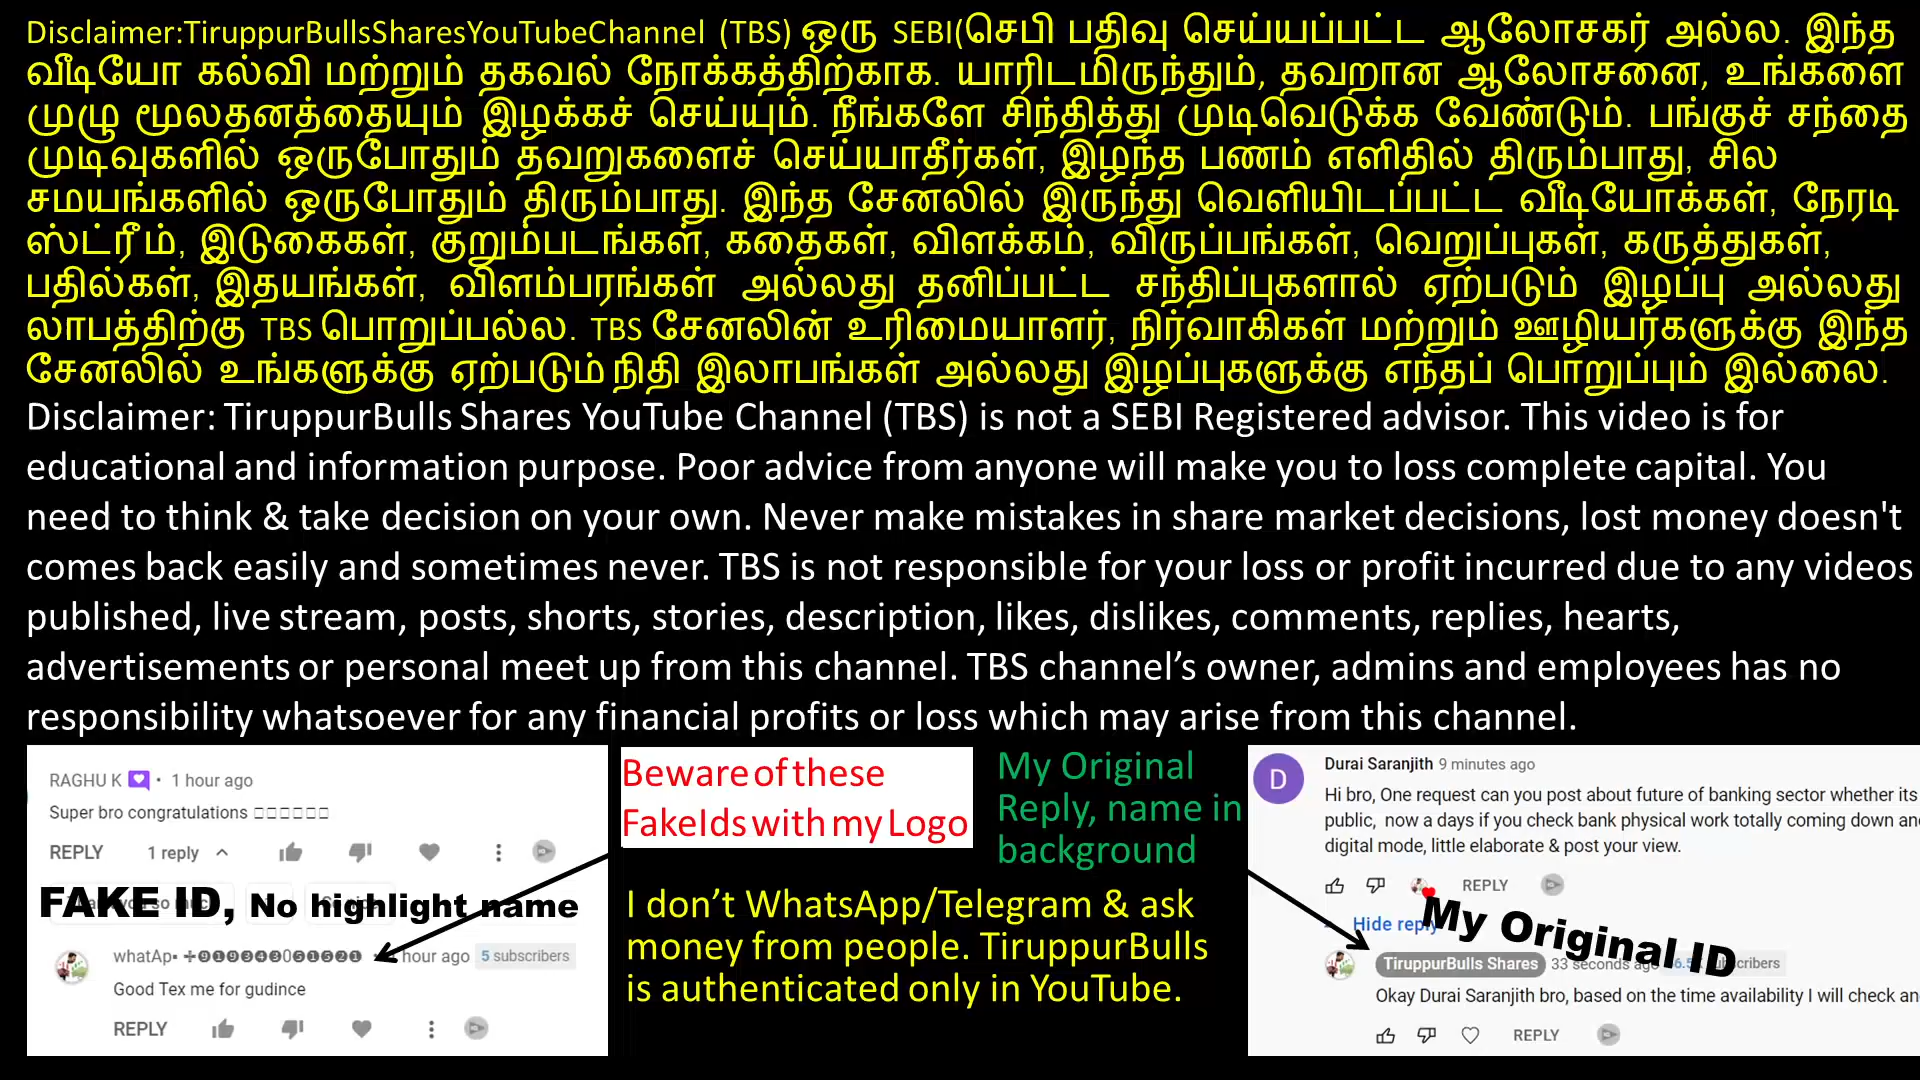 Disclaimer:TiruppurBullsSharesYouTubeChannel (TBS) ஒரு SEBI(செபி பதிவு செய்யப்பட்ட ஆலோசகர் அல்ல. இந்த
வீடியோ கல்வி மற்றும் தகவல் நோக்கத்திற்காக. யாரிடமிருந்தும், தவறான ஆலோசனை, உங்களை
முழு மூலதனத்தையும் இழக்கச் செய்யும். நீங்களே சிந்தித்து முடிவெடுக்க வேண்டும். பங்குச் சந்தை
முடிவுகளில் ஒருபோதும் தவறுகளைச் செய்யாதீர்கள், இழந்த பணம் எளிதில் திரும்பாது, சில
சமயங்களில் ஒருபோதும் திரும்பாது. இந்த சேனலில் இருந்து வெளியிடப்பட்ட வீடியோக்கள், நேரடி
ஸ்ட்ரீம், இடுகைகள், குறும்படங்கள், கதைகள், விளக்கம், விருப்பங்கள், வெறுப்புகள், கருத்துகள்,
பதில்கள், இதயங்கள், விளம்பரங்கள் அல்லது தனிப்பட்ட சந்திப்புகளால் ஏற்படும் இழப்பு அல்லது
லாபத்திற்கு TBS பொறுப்பல்ல. TBS சேனலின் உரிமையாளர், நிர்வாகிகள் மற்றும் ஊழியர்களுக்கு இந்த
சேனலில் உங்களுக்கு ஏற்படும் நிதி இலாபங்கள் அல்லது இழப்புகளுக்கு எந்தப் பொறுப்பும் இல்லை.
Disclaimer: TiruppurBulls Shares YouTube Channel (TBS) is not a SEBI Registered advisor. This video is for
educational and information purpose. Poor advice from anyone will make you to loss complete capital. You
need to think & take decision on your own. Never make mistakes in share market decisions, lost money doesn't
comes back easily and sometimes never. TBS is not responsible for your loss or profit incurred due to any videos
published, live stream, posts, shorts, stories, description, likes, dislikes, comments, replies, hearts,
advertisements or personal meet up from this channel. TBS channel's owner, admins and employees has no
responsibility whatsoever for any financial profits or loss which may arise from this channel.
RAGHU K • 1 hour ago
Super bro congratulations
REPLY 1 reply
FAKE ID, No highlight name
whatAp• ➕❾❶❾❸❹❸0❺❶❺❷❶ • hour ago 5 subscribers
Good Tex me for gudince
REPLY
Beware of these
FakeIds with my Logo
My Original
Reply, name in
background
I don't WhatsApp/Telegram & ask
money from people. TiruppurBulls
is authenticated only in YouTube.
D
Durai Saranjith 9 minutes ago
Hi bro, One request can you post about future of banking sector whether its
public, now a days if you check bank physical work totally coming down an
digital mode, little elaborate & post your view.
REPLY
Hide reply
My Original ID
TiruppurBulls Shares 33 seconds ago
Okay Durai Saranjith bro, based on the time availability I will check an
REPLY